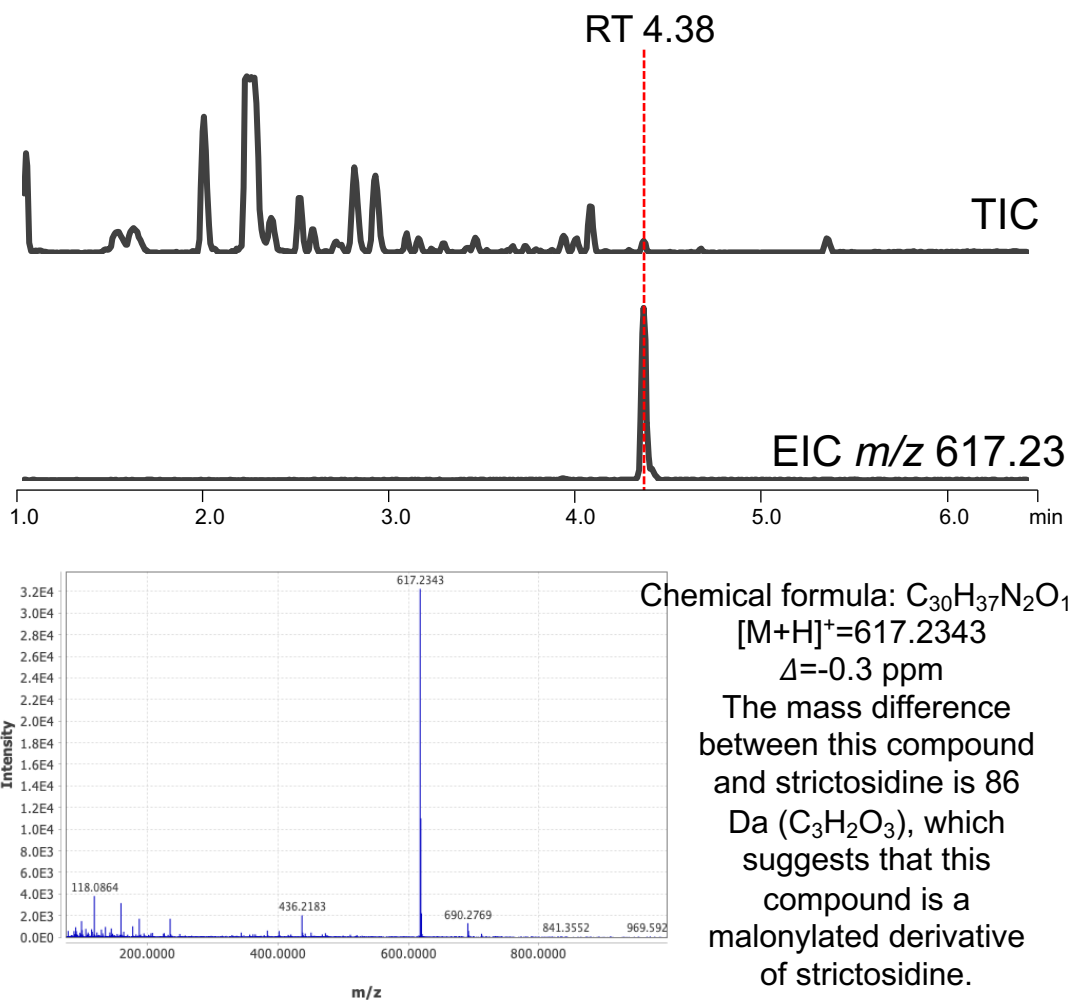 RT 4.38
TIC
EIC m/z 617.23
1.0 2.0 3.0 4.0 5.0 6.0 min
Chemical formula: C₃₀H₃₇N₂O₁
[M+H]⁺=617.2343
Δ=-0.3 ppm
The mass difference
between this compound
and strictosidine is 86
Da (C₃H₂O₃), which
suggests that this
compound is a
malonylated derivative
of strictosidine.
617.2343
3.2E4
3.0E4
2.8E4
2.6E4
2.4E4
2.2E4
2.0E4
1.8E4
1.6E4
1.4E4
1.2E4
1.0E4
8.0E3
6.0E3
4.0E3
2.0E3
0.0E0
Intensity
118.0864
436.2183
690.2769
841.3552
969.592
200.0000 400.0000 600.0000 800.0000
m/z